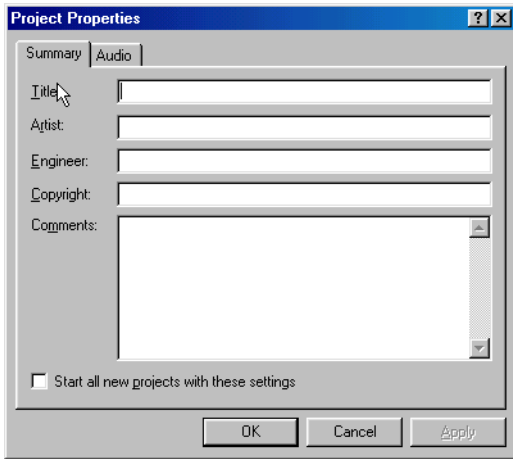 Project Properties
Summary Audio
Title
Artist:
Engineer:
Copyright:
Comments:
Start all new projects with these settings
OK Cancel Apply